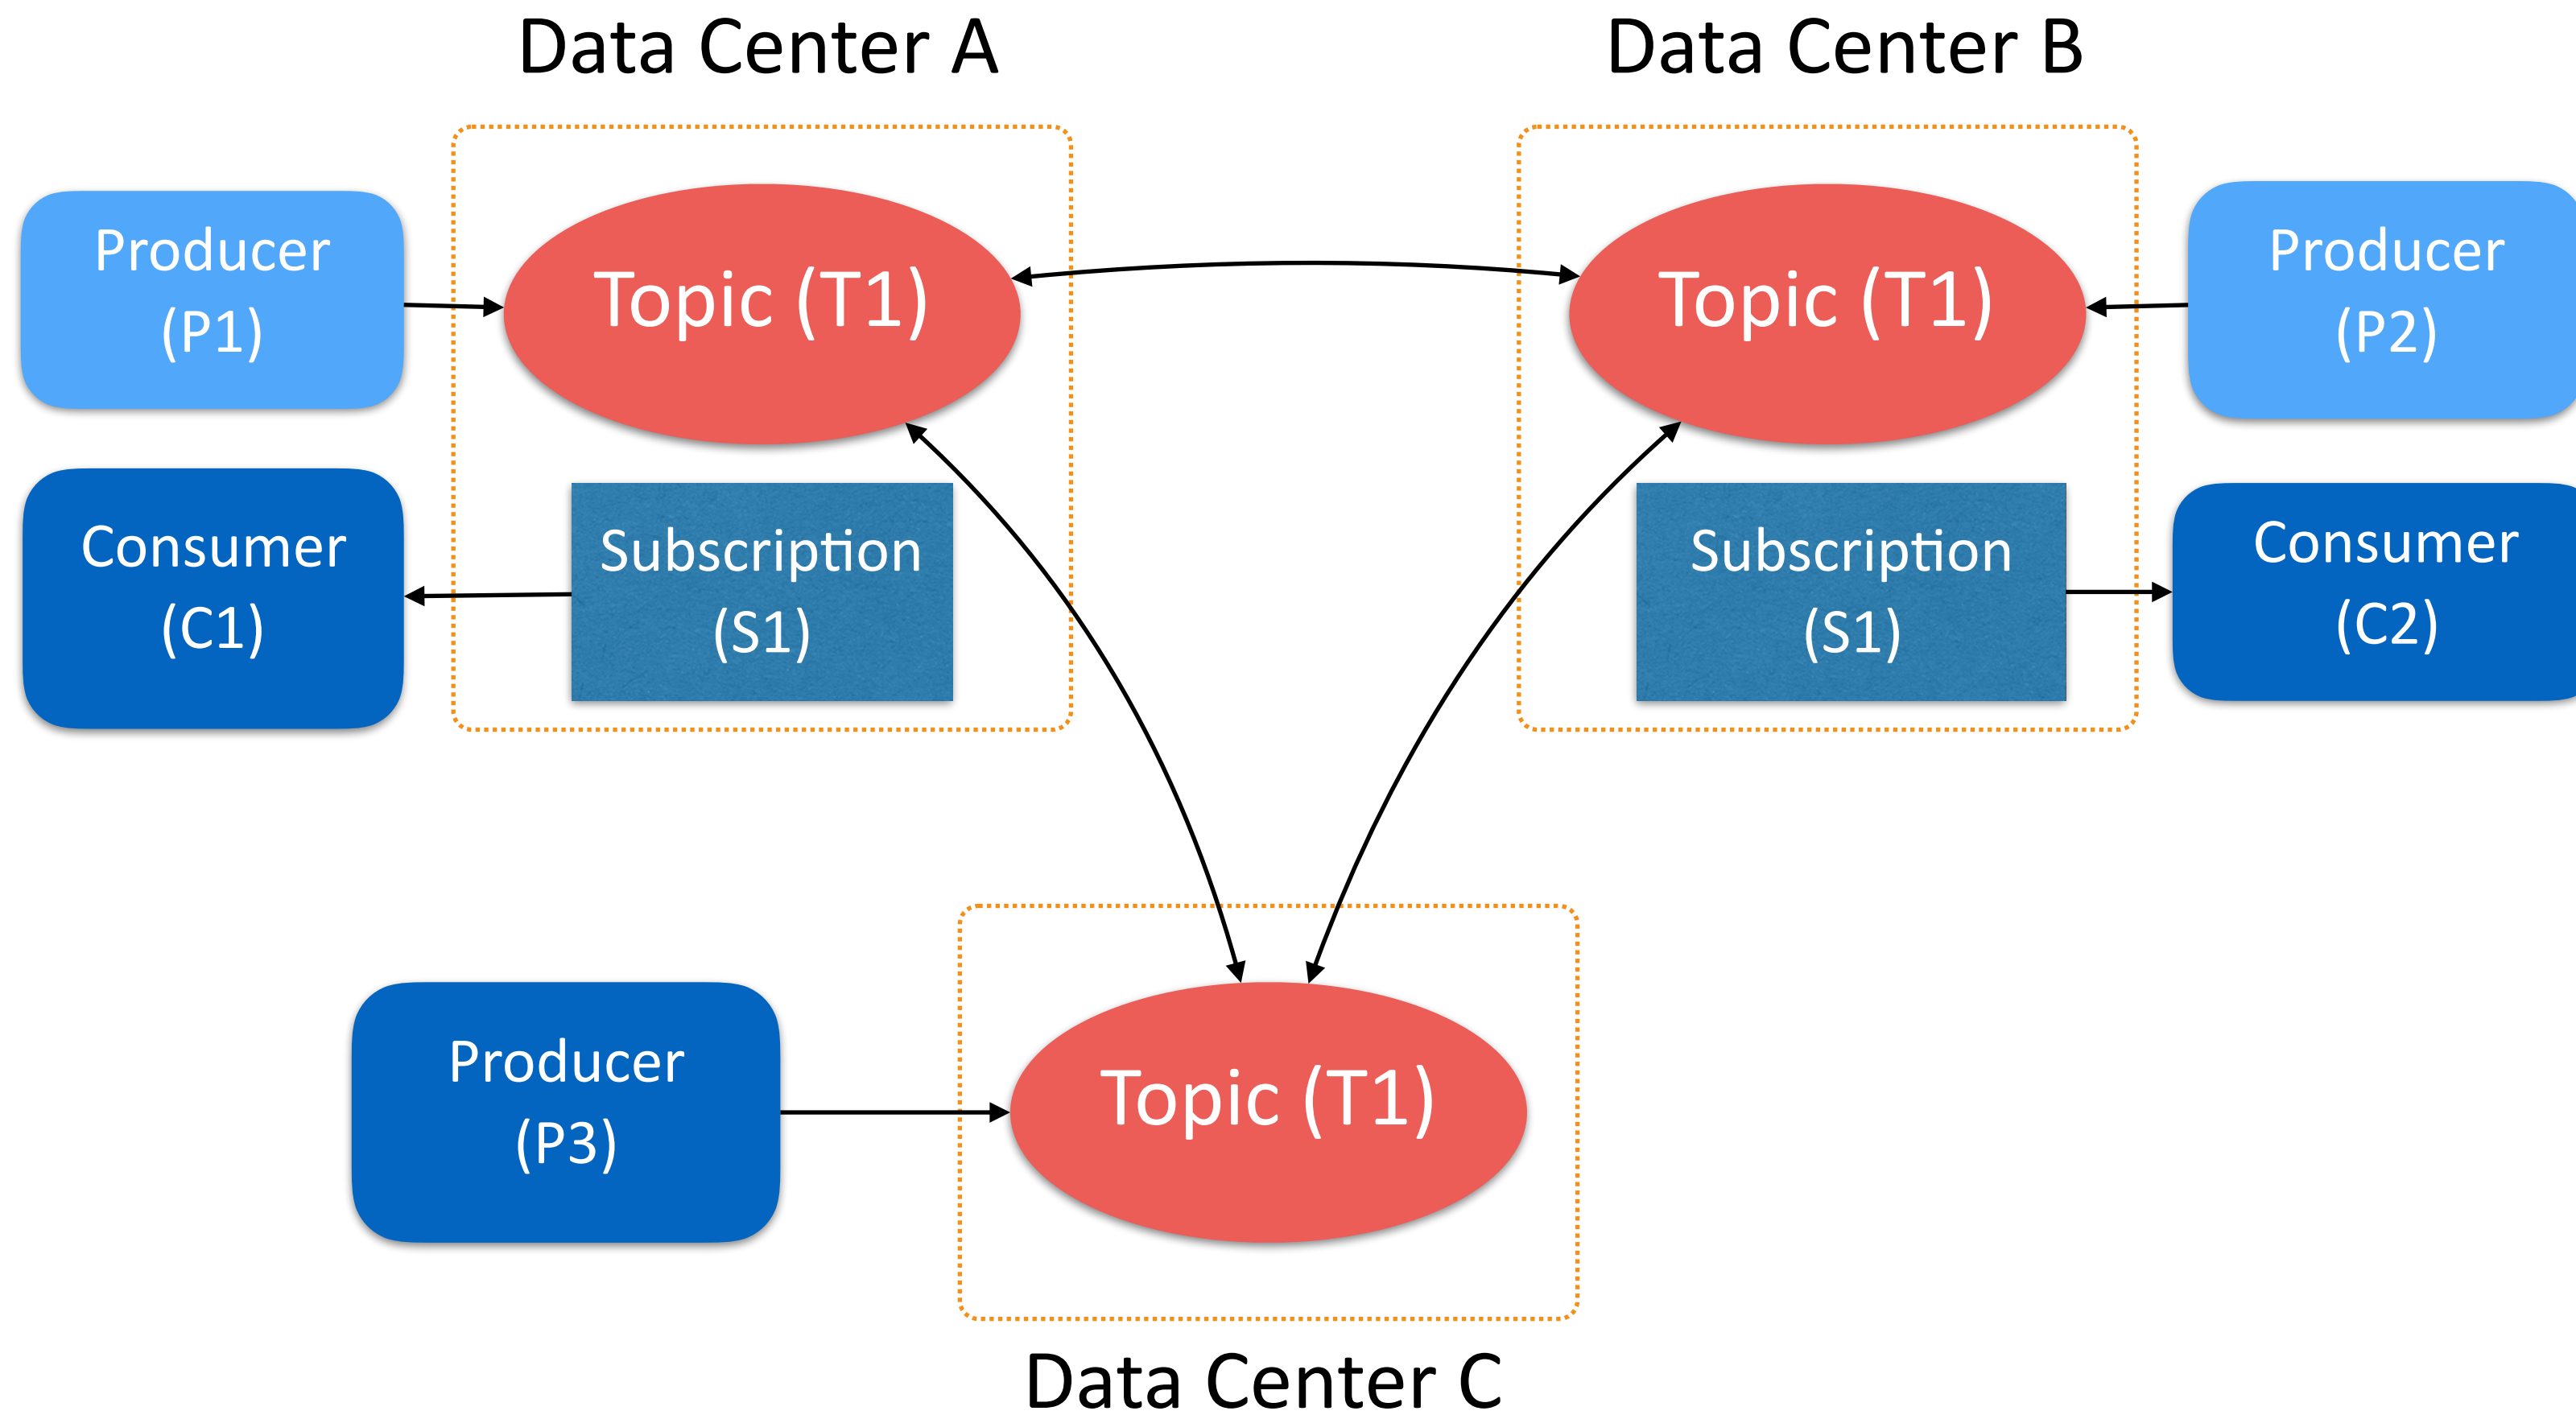 Data Center A
Data Center B
Producer
(P1)
Topic (T1)
Topic (T1)
Producer
(P2)
Consumer
(C1)
Subscription
(S1)
Subscription
(S1)
Consumer
(C2)
Producer
(P3)
Topic (T1)
Data Center C